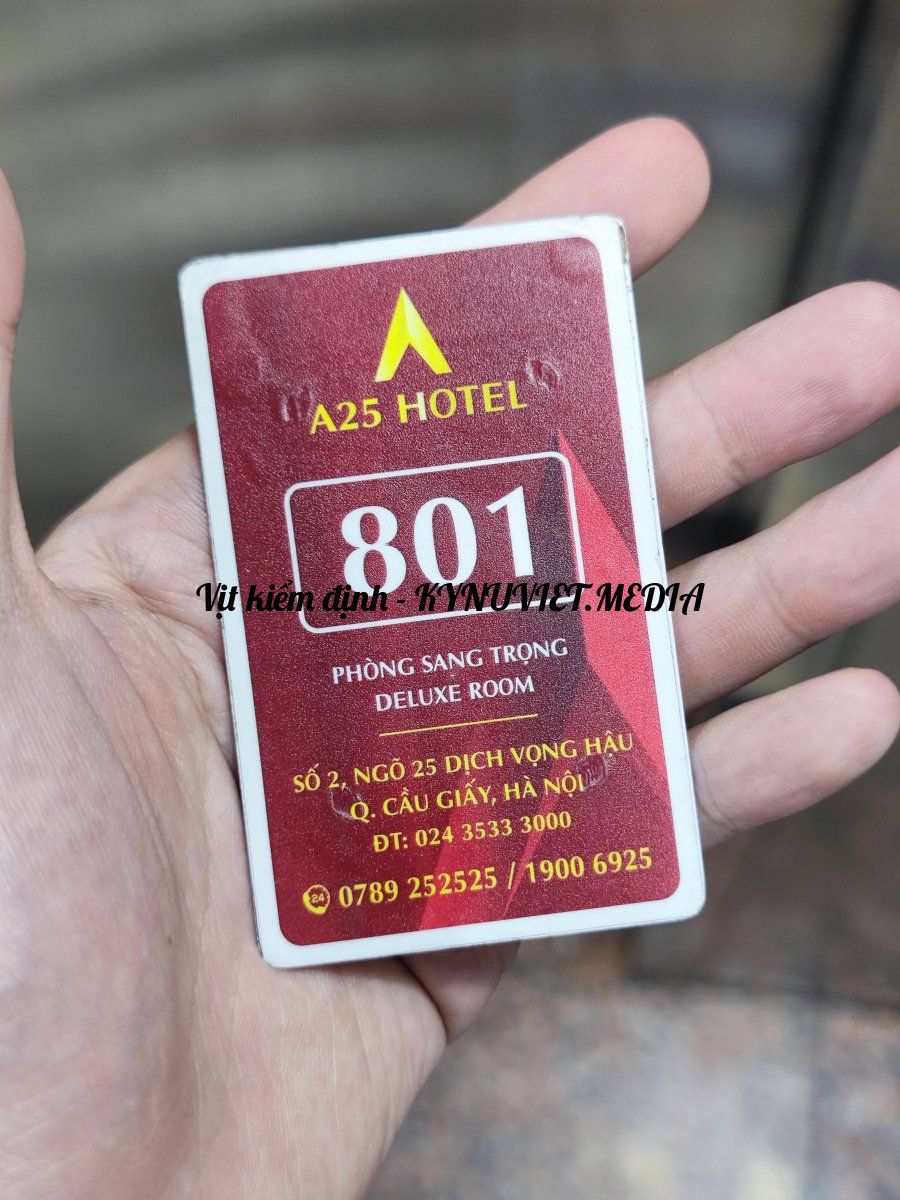 A25 HOTEL
801
Vịt kiểm định - KYNUVIET.MEDIA
PHÒNG SANG TRỌNG
DELUXE ROOM
SỐ 2, NGÕ 25 DỊCH VỌNG HẬU
Q. CẦU GIẤY, HÀ NỘI
ĐT: 024 3533 3000
24 0789 252525 / 1900 6925